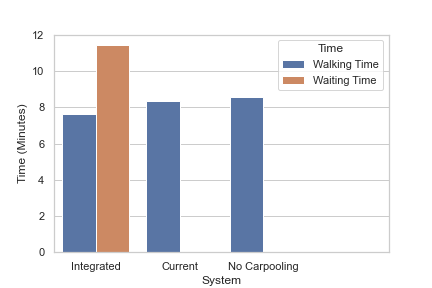 12
10
8
6
4
2
0
Time (Minutes)
Time
Walking Time
Waiting Time
Integrated
Current
No Carpooling
System